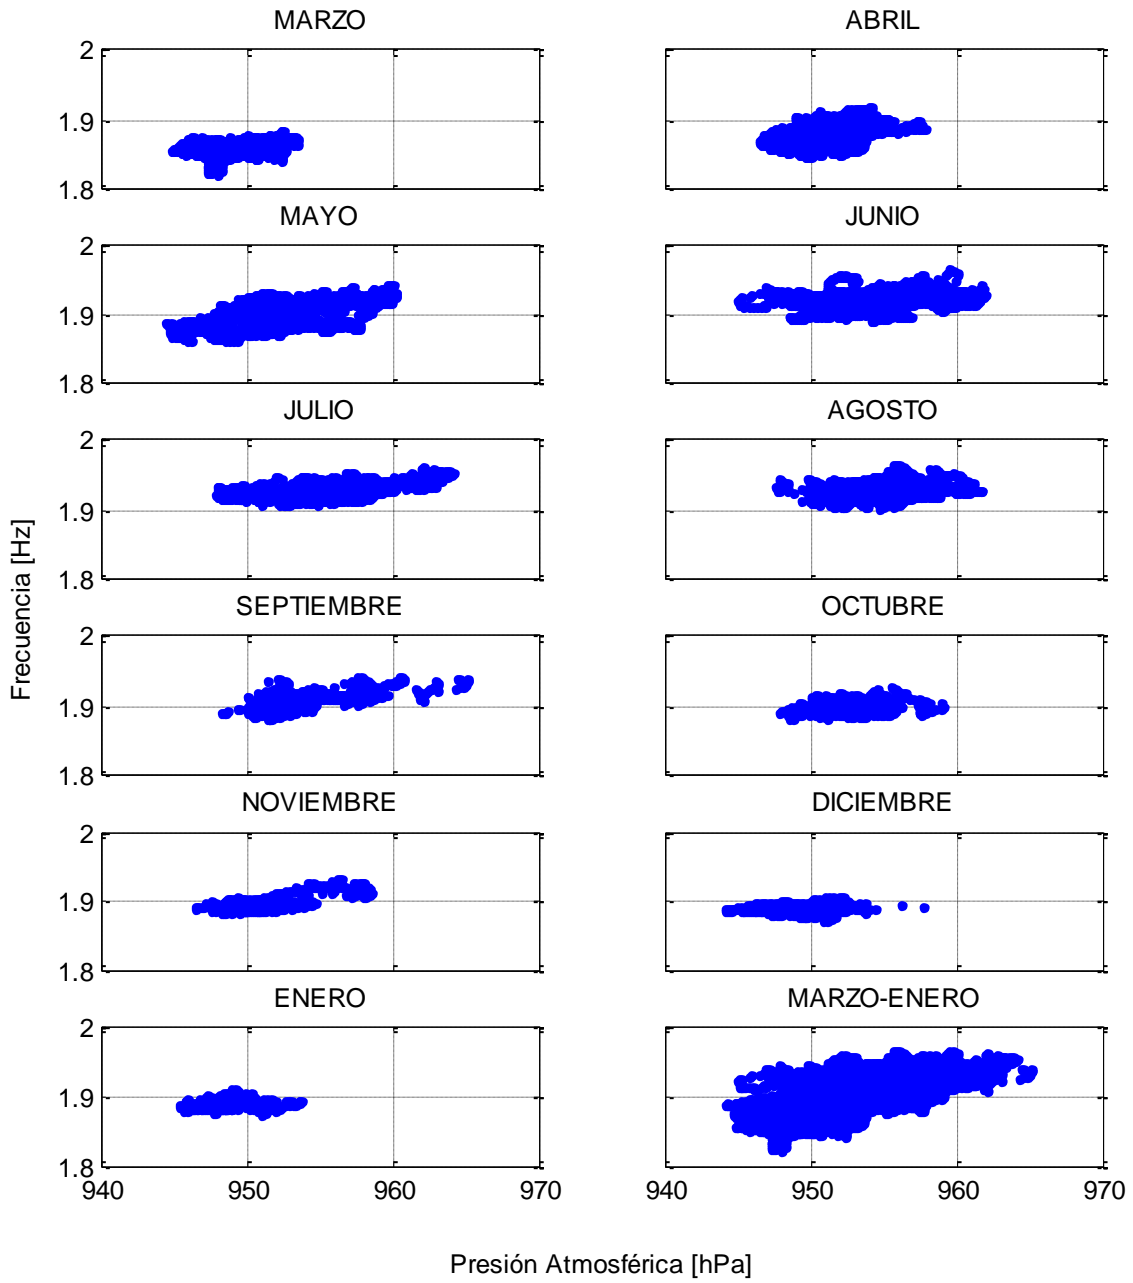 MARZO
ABRIL
2
1.9
1.8
MAYO
JUNIO
2
1.9
1.8
JULIO
AGOSTO
2
1.9
1.8
SEPTIEMBRE
OCTUBRE
2
1.9
1.8
NOVIEMBRE
DICIEMBRE
2
1.9
1.8
ENERO
MARZO-ENERO
2
1.9
1.8
940 950 960 970
940 950 960 970
Frecuencia [Hz]
Presión Atmosférica [hPa]